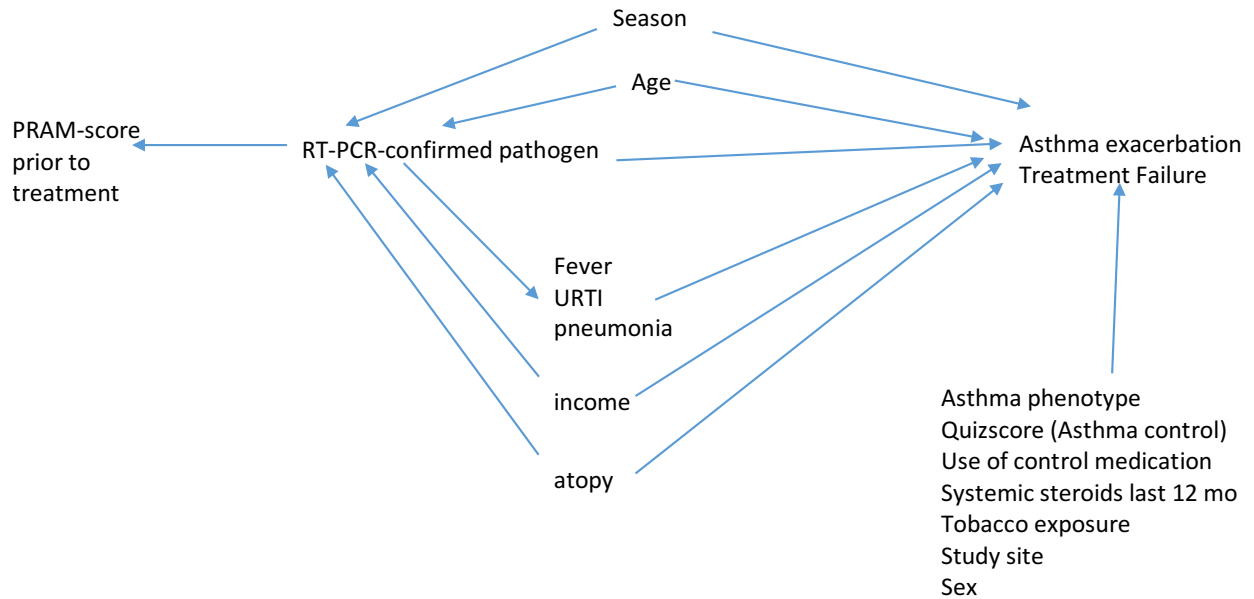 Season
Age
PRAM-score
prior to
treatment
RT-PCR-confirmed pathogen
Asthma exacerbation
Treatment Failure
Fever
URTI
pneumonia
income
atopy
Asthma phenotype
Quizscore (Asthma control)
Use of control medication
Systemic steroids last 12 mo
Tobacco exposure
Study site
Sex